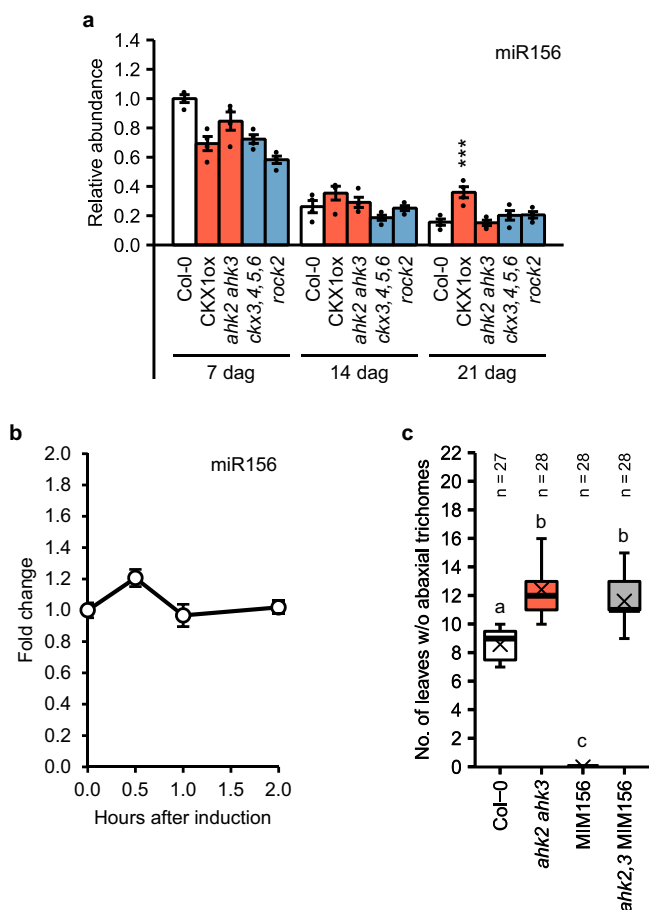 a
miR156
Relative abundance
1.4
1.2
1.0
0.8
0.6
0.4
0.2
0.0
***
Col-0
CKX1ox
ahk2 ahk3
ckx3,4,5,6
rock2
Col-0
CKX1ox
ahk2 ahk3
ckx3,4,5,6
rock2
Col-0
CKX1ox
ahk2 ahk3
ckx3,4,5,6
rock2
7 dag
14 dag
21 dag
b
miR156
Fold change
2.0
1.8
1.6
1.4
1.2
1.0
0.8
0.6
0.4
0.2
0.0
0.0
0.5
1.0
1.5
2.0
Hours after induction
c
No. of leaves w/o abaxial trichomes
22
20
18
16
14
12
10
8
6
4
2
0
n = 27
n = 28
n = 28
n = 28
a
b
c
b
Col–0
ahk2 ahk3
MIM156
ahk2,3 MIM156